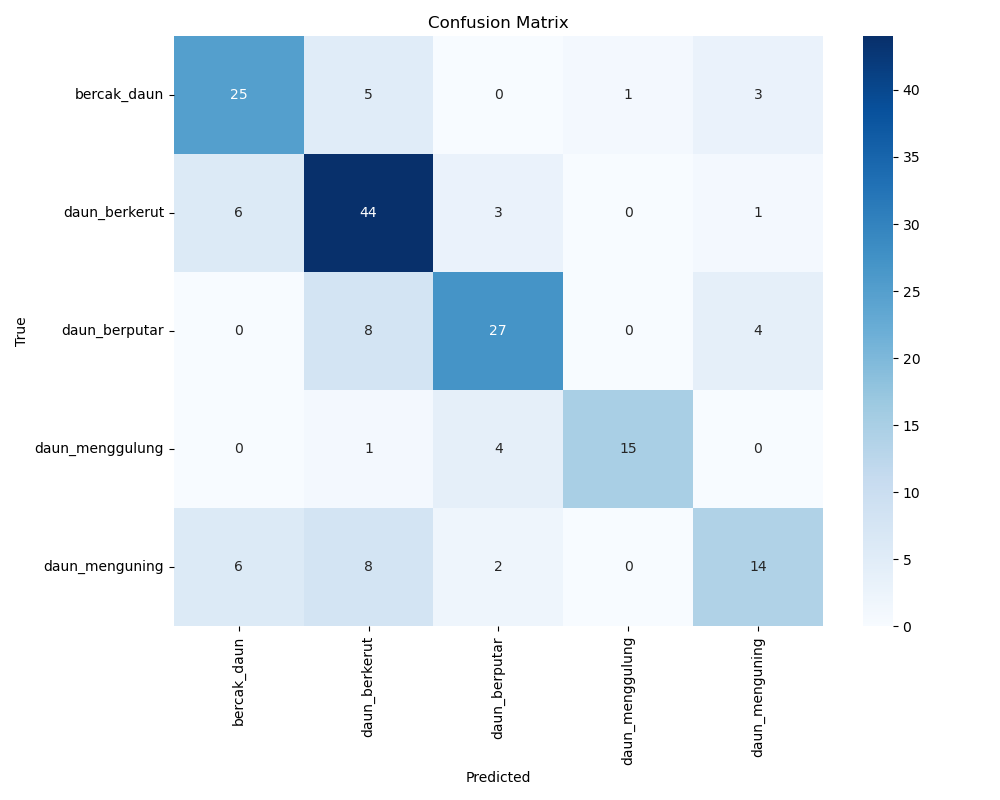 Confusion Matrix
True
bercak_daun 25 5 0 1 3
daun_berkerut 6 44 3 0 1
daun_berputar 0 8 27 0 4
daun_menggulung 0 1 4 15 0
daun_menguning 6 8 2 0 14
bercak_daun daun_berkerut daun_berputar daun_menggulung daun_menguning
Predicted
40
35
30
25
20
15
10
5
0